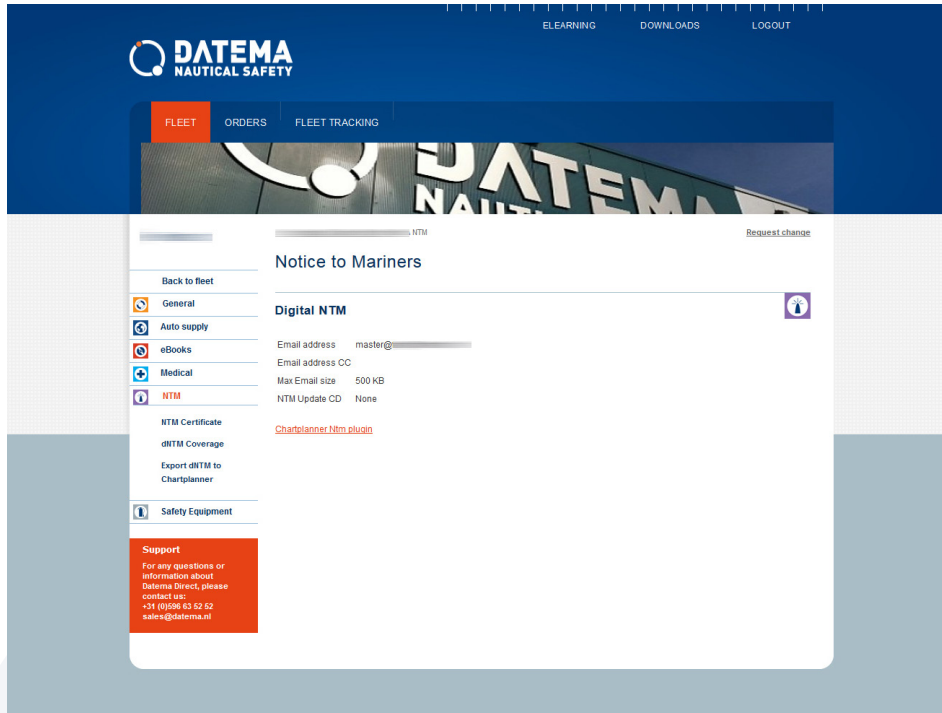 ELEARNING DOWNLOADS LOGOUT
DATEMA
NAUTICAL SAFETY
FLEET ORDERS FLEET TRACKING
DATEMA
NAUTI
NTM
Request change
Notice to Mariners
Back to fleet
General
Auto supply
eBooks
Medical
NTM
NTM Certificate
dNTM Coverage
Export dNTM to
Chartplanner
Safety Equipment
Digital NTM
Email address master@
Email address CC
Max Email size 500 KB
NTM Update CD None
Chartplanner Ntm plugin
Support
For any questions or
information about
Datema Direct, please
contact us:
+31 (0)596 63 52 52
sales@datema.nl